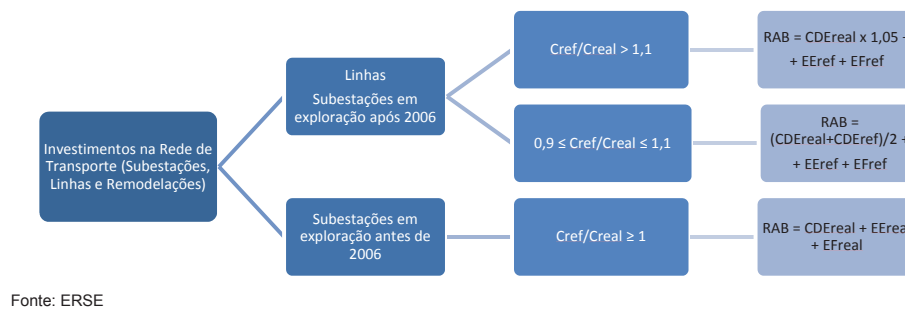 Investimentos na Rede de
Transporte (Subestações,
Linhas e Remodelações)
Linhas
Subestações em
exploração após 2006
Cref/Creal > 1,1
RAB = CDEreal x 1,05
+ EEref + EFref
0,9 ≤ Cref/Creal ≤ 1,1
RAB =
(CDEreal+CDEref)/2 +
+ EEref + EFref
Subestações em
exploração antes de
2006
Cref/Creal ≥ 1
RAB = CDEreal +
+ EFreal
Fonte: ERSE